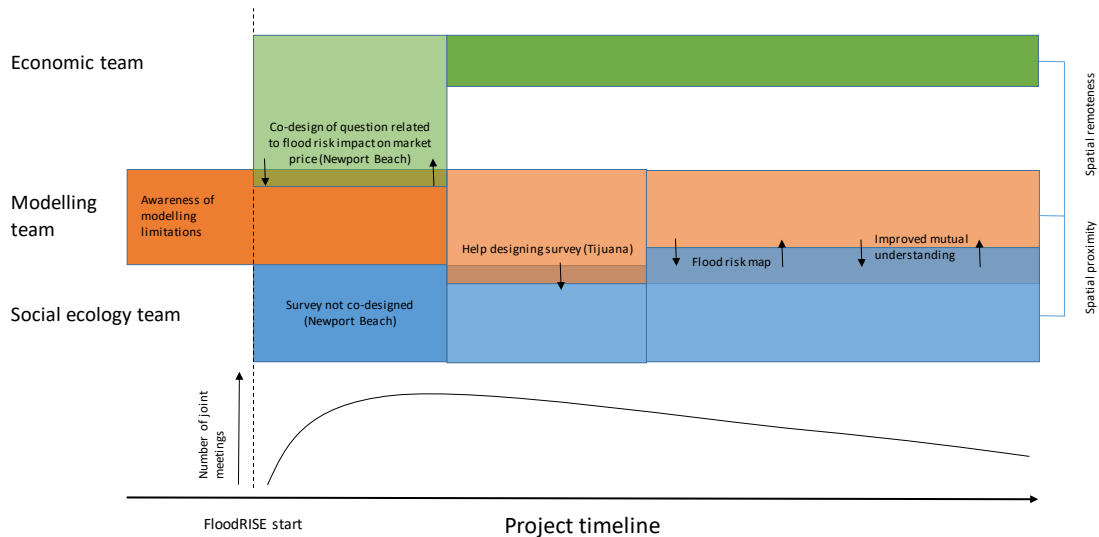 Economic team
Co-design of question related
to flood risk impact on market
price (Newport Beach)
Spatial remoteness
Modelling
team
Awareness of
modelling
limitations
Help designing survey (Tijuana)
Flood risk map
Improved mutual
understanding
Spatial proximity
Social ecology team
Survey not co-designed
(Newport Beach)
Number of joint
meetings
FloodRISE start
Project timeline